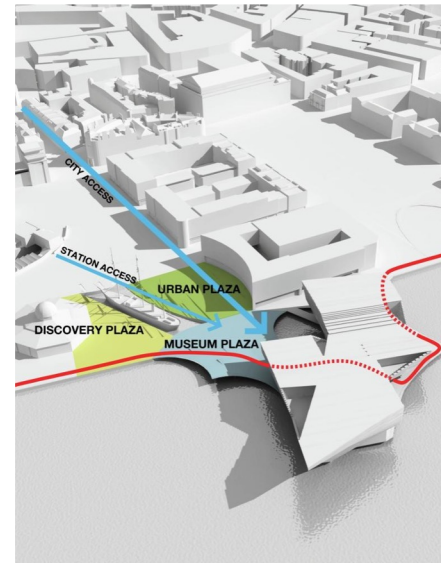 CITY ACCESS
STATION ACCESS
URBAN PLAZA
DISCOVERY PLAZA
MUSEUM PLAZA